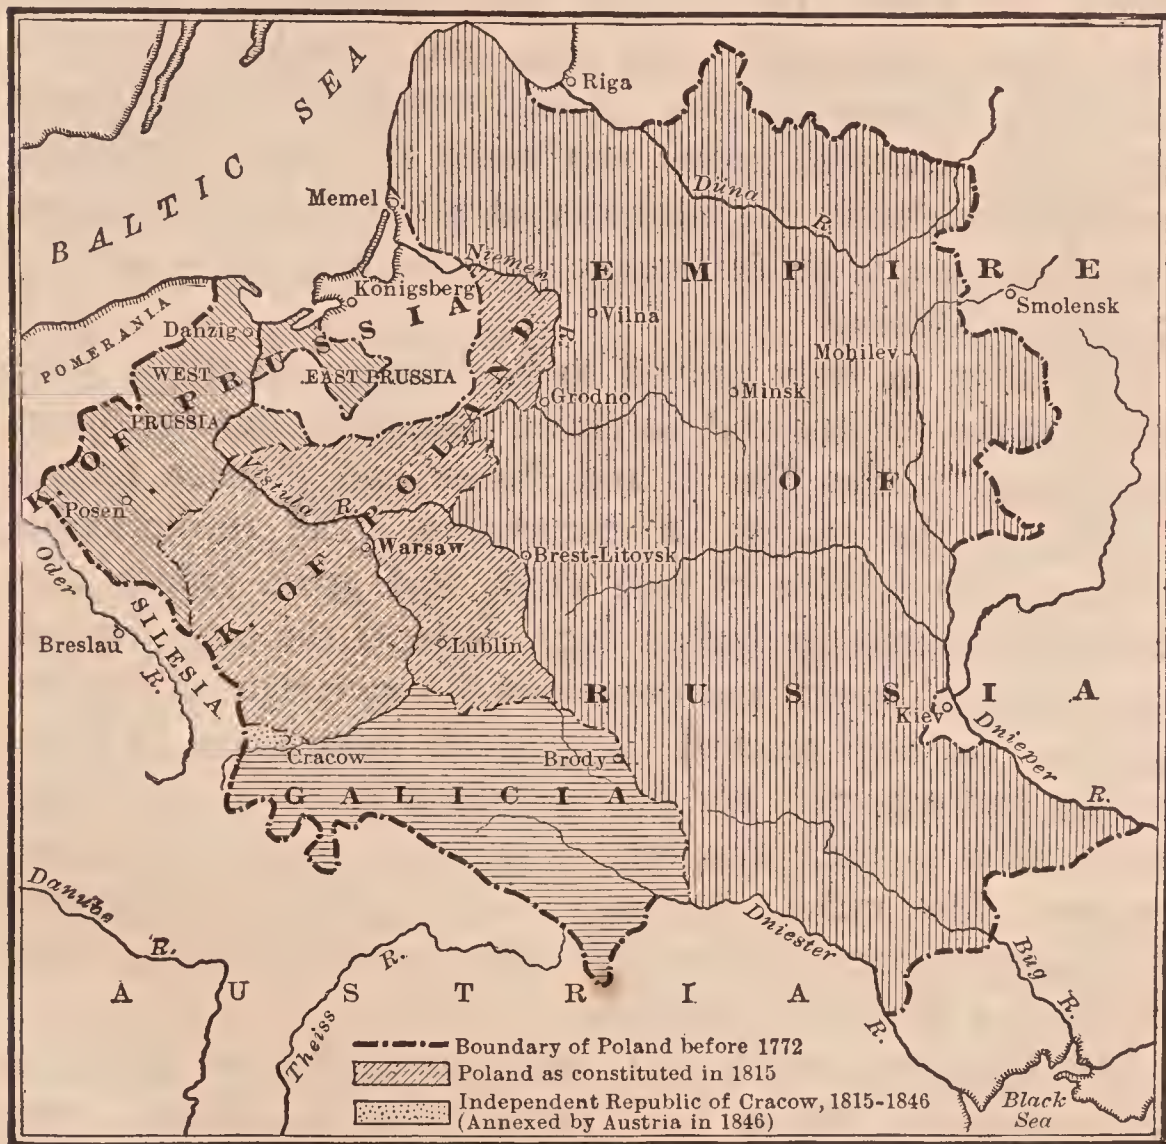 BALTIC SEA
Riga
Düna R.
Memel
Niemen R.
EMPIRE OF RUSSIA
Smolensk
Königsberg
POMERANIA
Danzig
Vilna
Mohilev
WEST PRUSSIA
EAST PRUSSIA
K. OF PRUSSIA
Grodno
Minsk
K. OF POLAND
Posen
Vistula R.
Warsaw
Brest-Litovsk
Oder R.
SILESIA
Breslau
Lublin
Kiev
Dnieper R.
Cracow
Brody
GALICIA
Danube R.
Dniester R.
Bug R.
Theiss R.
AUSTRIA
Black Sea
Boundary of Poland before 1772
Poland as constituted in 1815
Independent Republic of Cracow, 1815-1846
(Annexed by Austria in 1846)